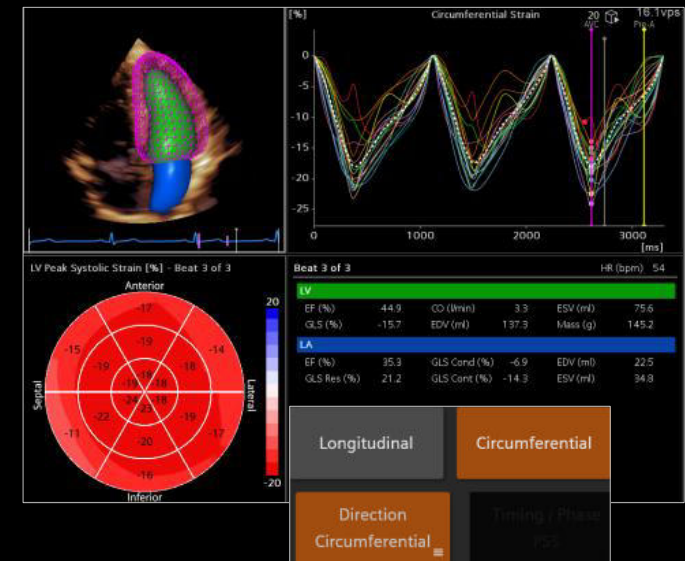 [%]
Circumferential Strain
20
16.1vps
AVC
Pre-A
0
-5
-10
-15
-20
-25
0
1000
2000
3000
[ms]
LV Peak Systolic Strain [%] - Beat 3 of 3
Anterior
20
-17
-15
-14
-19
-18
-19
18
-18
Septal
Lateral
-24
-18
-23
-22
-19
-11
-17
-20
-16
Inferior
-20
Beat 3 of 3
HR (bpm) 54
LV
EF (%) 44.9 CO (l/min) 3.3 ESV (ml) 75.6
GLS (%) -15.7 EDV (ml) 137.3 Mass (g) 145.2
LA
EF (%) 35.3 GLS Cond (%) -6.9 EDV (ml) 22.5
GLS Res (%) 21.2 GLS Cont (%) -14.3 ESV (ml) 34.8
Longitudinal
Circumferential
Direction
Circumferential
Timing / Phase
PSS